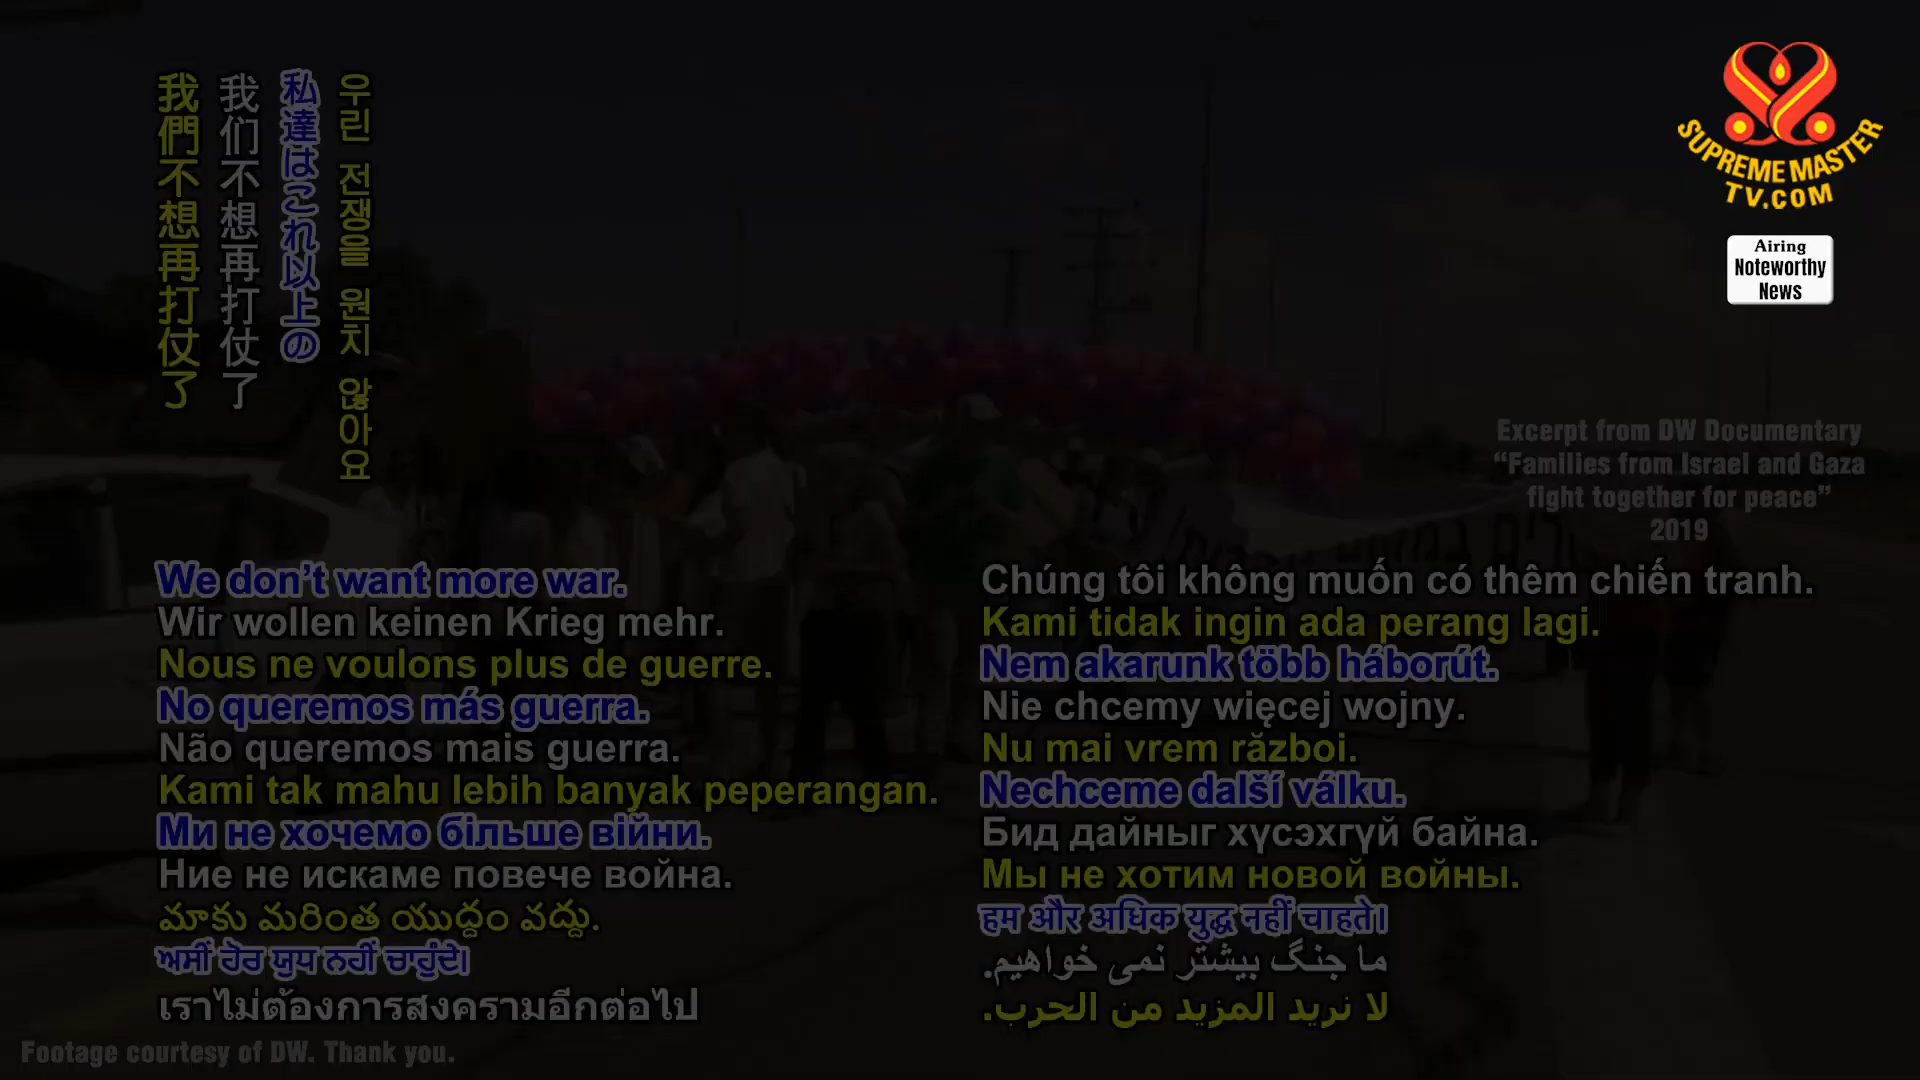 我們不想再打仗了
我们不想再打仗了
私達はこれ以上の
우린 전쟁을 원치 않아요
SUPREME MASTER
TV.COM
Airing
Noteworthy
News
Excerpt from DW Documentary
“Families from Israel and Gaza
fight together for peace”
2019
We don’t want more war.
Wir wollen keinen Krieg mehr.
Nous ne voulons plus de guerre.
No queremos más guerra.
Não queremos mais guerra.
Kami tak mahu lebih banyak peperangan.
Ми не хочемо більше війни.
Ние не искаме повече война.
మాకు మరింత యుద్ధం వద్దు.
ਅਸੀਂ ਹੋਰ ਯੁਧ ਨਹੀਂ ਚਾਹੁੰਦੇ।
เราไม่ต้องการสงครามอีกต่อไป
Chúng tôi không muốn có thêm chiến tranh.
Kami tidak ingin ada perang lagi.
Nem akarunk több háborút.
Nie chcemy więcej wojny.
Nu mai vrem război.
Nechceme další válku.
Бид дайныг хүсэхгүй байна.
Мы не хотим новой войны.
हम और अधिक युद्ध नहीं चाहते।
ما جنگ بیشتر نمی خواهیم.
لا نريد المزيد من الحرب.
Footage courtesy of DW. Thank you.